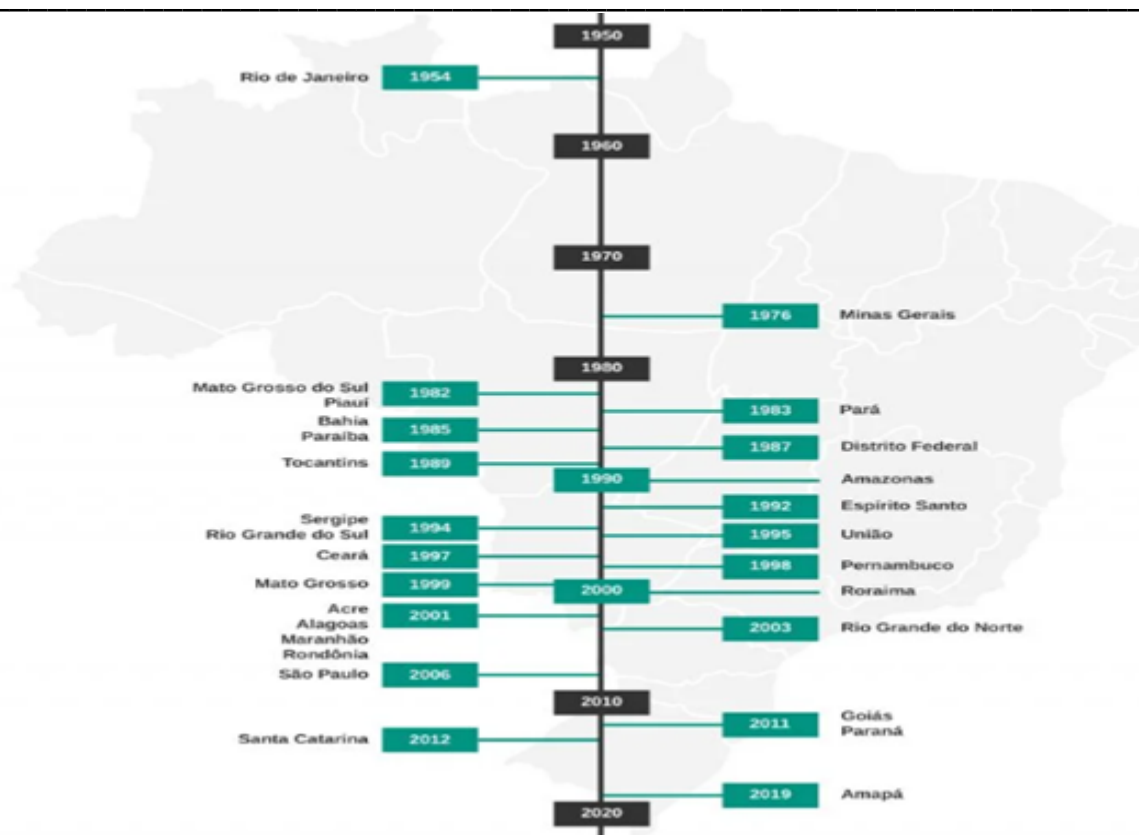 1950
Rio de Janeiro 1954
1960
1970
1976 Minas Gerais
1980
Mato Grosso do Sul
Piauí
1982
1983 Pará
Bahia
Paraíba
1985
1987 Distrito Federal
Tocantins 1989
1990 Amazonas
1992 Espírito Santo
Sergipe
Rio Grande do Sul
1994
1995 União
Ceará 1997
1998 Pernambuco
Mato Grosso 1999
2000 Roraima
Acre
Alagoas
Maranhão
Rondônia
2001
2003 Rio Grande do Norte
São Paulo 2006
2010
2011
Goiás
Paraná
Santa Catarina 2012
2019 Amapá
2020